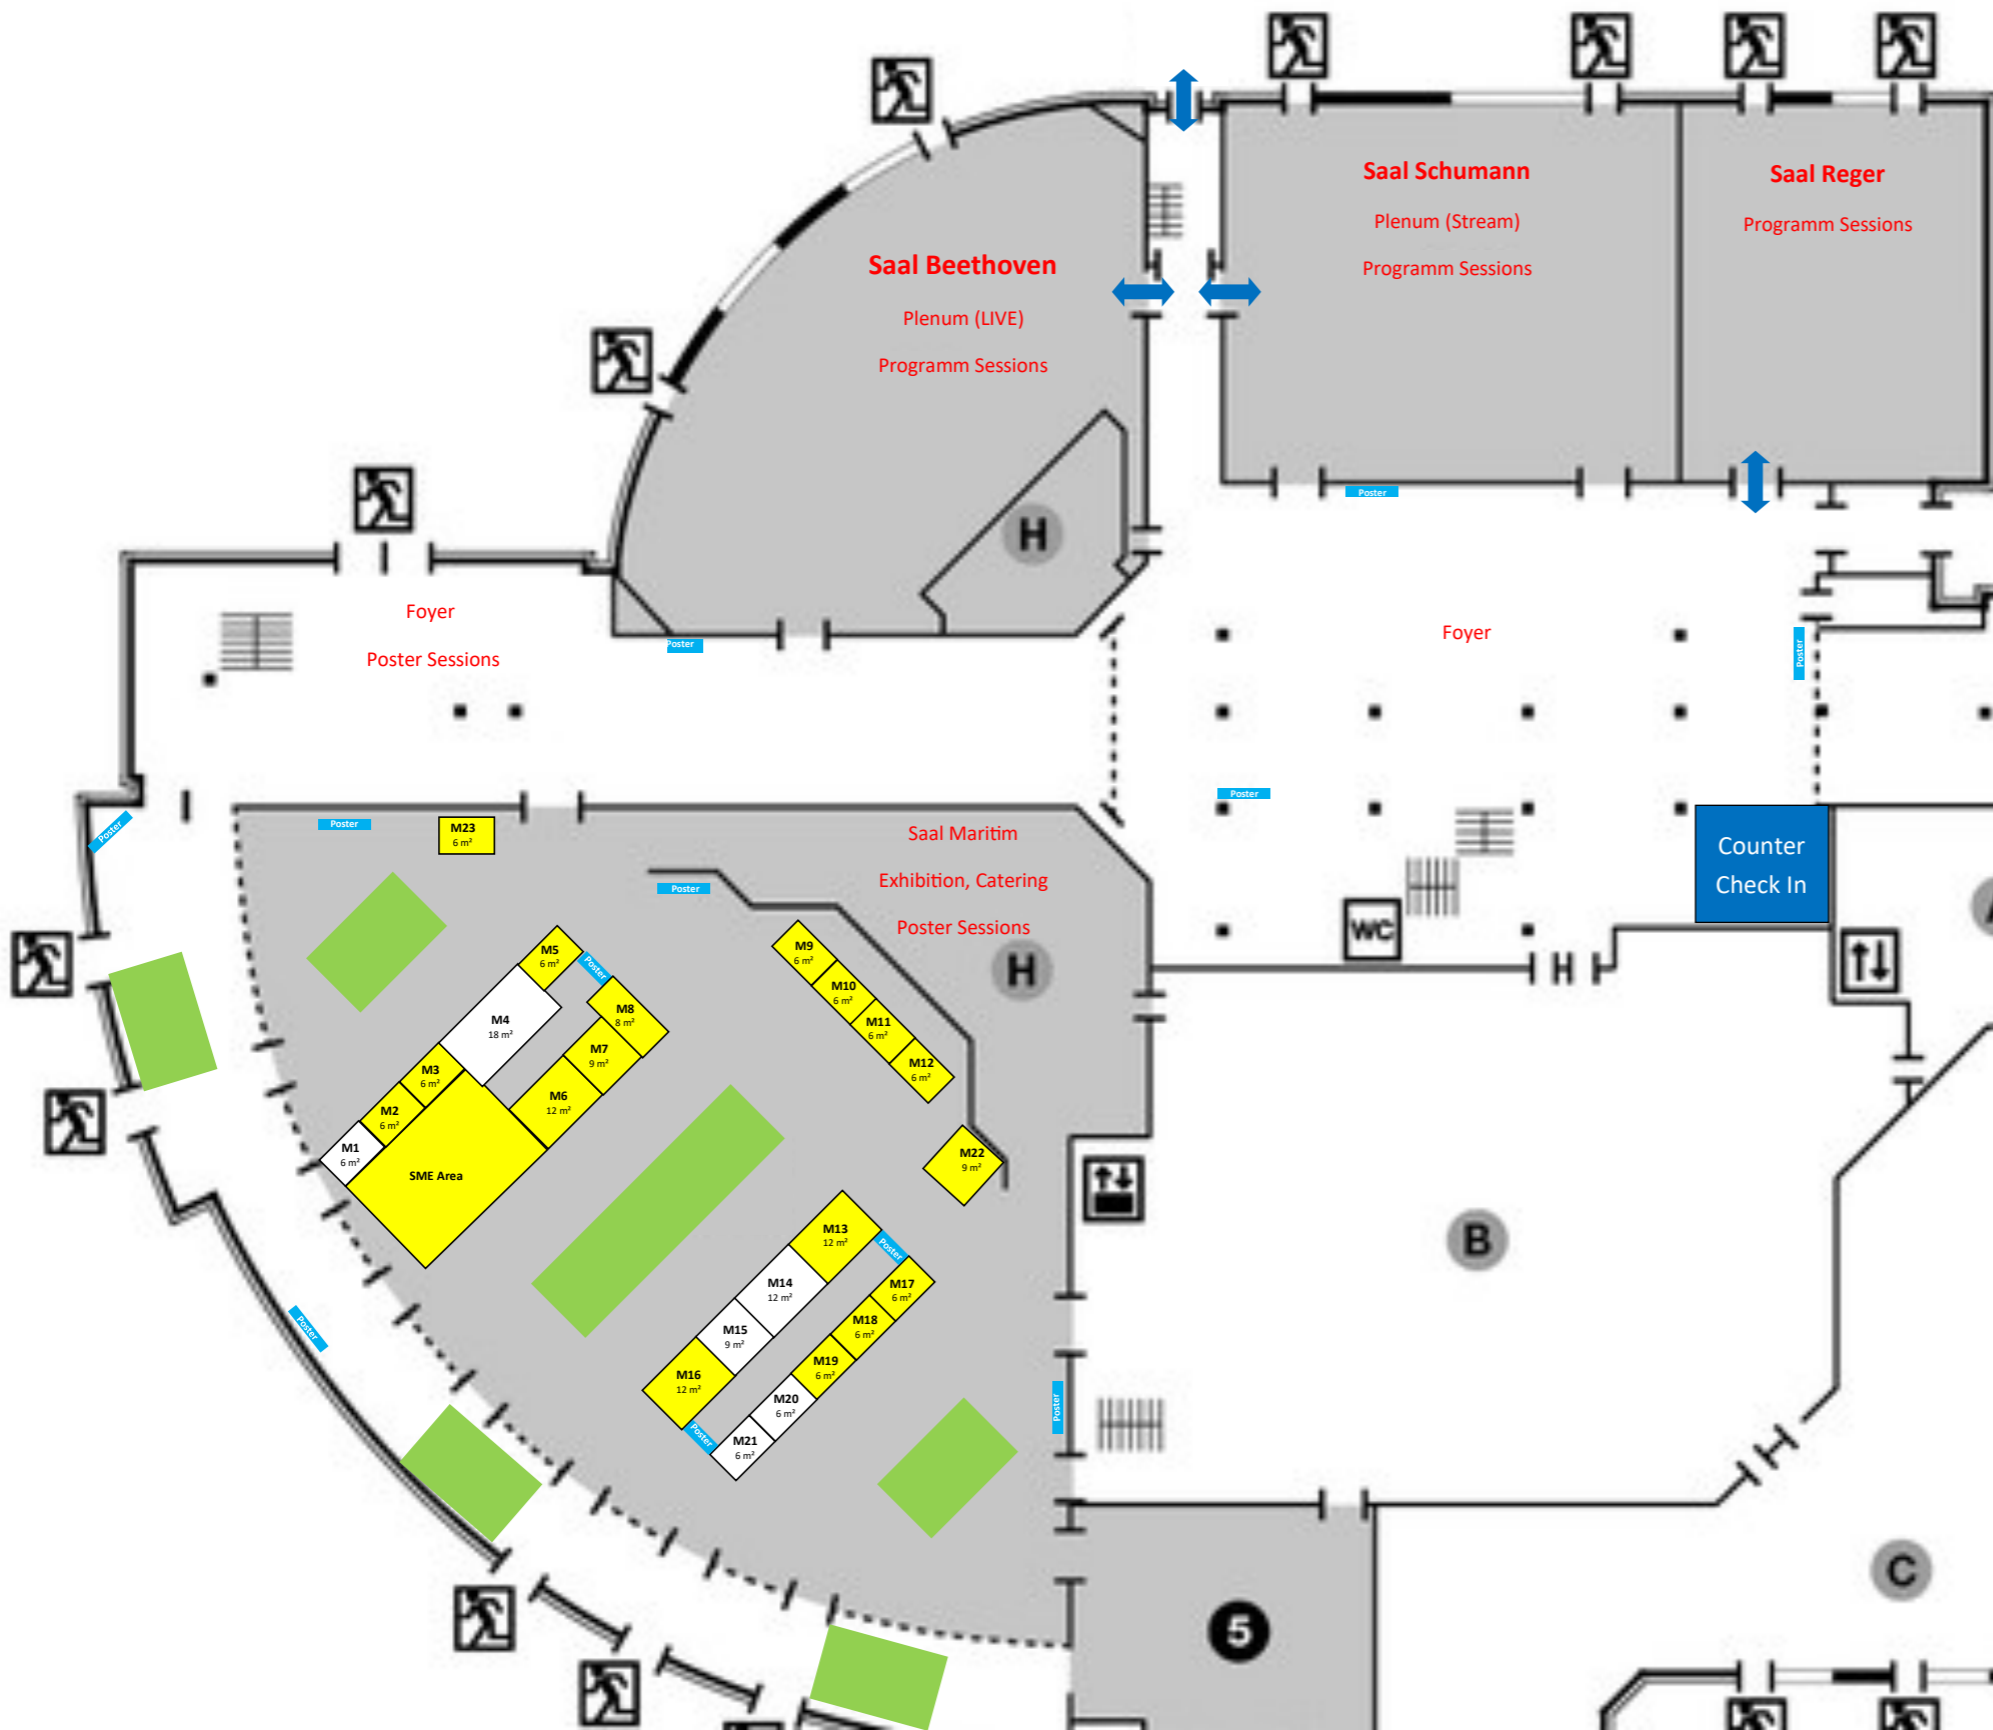 Saal Schumann
Plenum (Stream)
Programm Sessions
Saal Reger
Programm Sessions
Saal Beethoven
Plenum (LIVE)
Programm Sessions
Poster
H
Foyer
Poster Sessions
Poster
Foyer
Poster
Poster
Counter
Check In
WC
Poster
Poster
M23
6 m²
Saal Maritim
Exhibition, Catering
Poster Sessions
Poster
H
M5
6 m²
Poster
M4
18 m²
M8
8 m²
M3
6 m²
M7
9 m²
M2
6 m²
M6
12 m²
M1
6 m²
SME Area
M9
6 m²
M10
6 m²
M11
6 m²
M12
6 m²
M22
9 m²
M13
12 m²
Poster
M14
12 m²
M17
6 m²
M15
9 m²
M18
6 m²
M16
12 m²
M19
6 m²
M20
6 m²
Poster
M21
6 m²
Poster
Poster
B
C
5